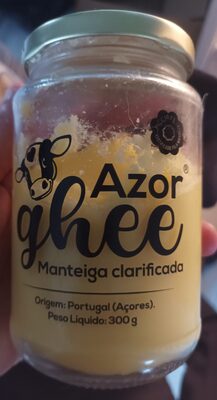 Azor®
ghee
Manteiga clarificada
Origem: Portugal (Açores).
Peso Líquido: 300 g